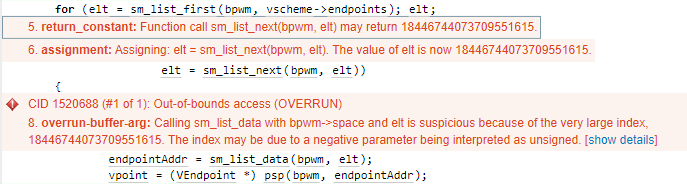 for (elt = sm_list_first(bpwm, vscheme->endpoints); elt;
5. return_constant: Function call sm_list_next(bpwm, elt) may return 18446744073709551615.
6. assignment: Assigning: elt = sm_list_next(bpwm, elt). The value of elt is now 18446744073709551615.
elt = sm_list_next(bpwm, elt))
{
CID 1520688 (#1 of 1): Out-of-bounds access (OVERRUN)
8. overrun-buffer-arg: Calling sm_list_data with bpwm->space and elt is suspicious because of the very large index,
18446744073709551615. The index may be due to a negative parameter being interpreted as unsigned. [show details]
endpointAddr = sm_list_data(bpwm, elt);
vpoint = (VEndpoint *) psp(bpwm, endpointAddr);